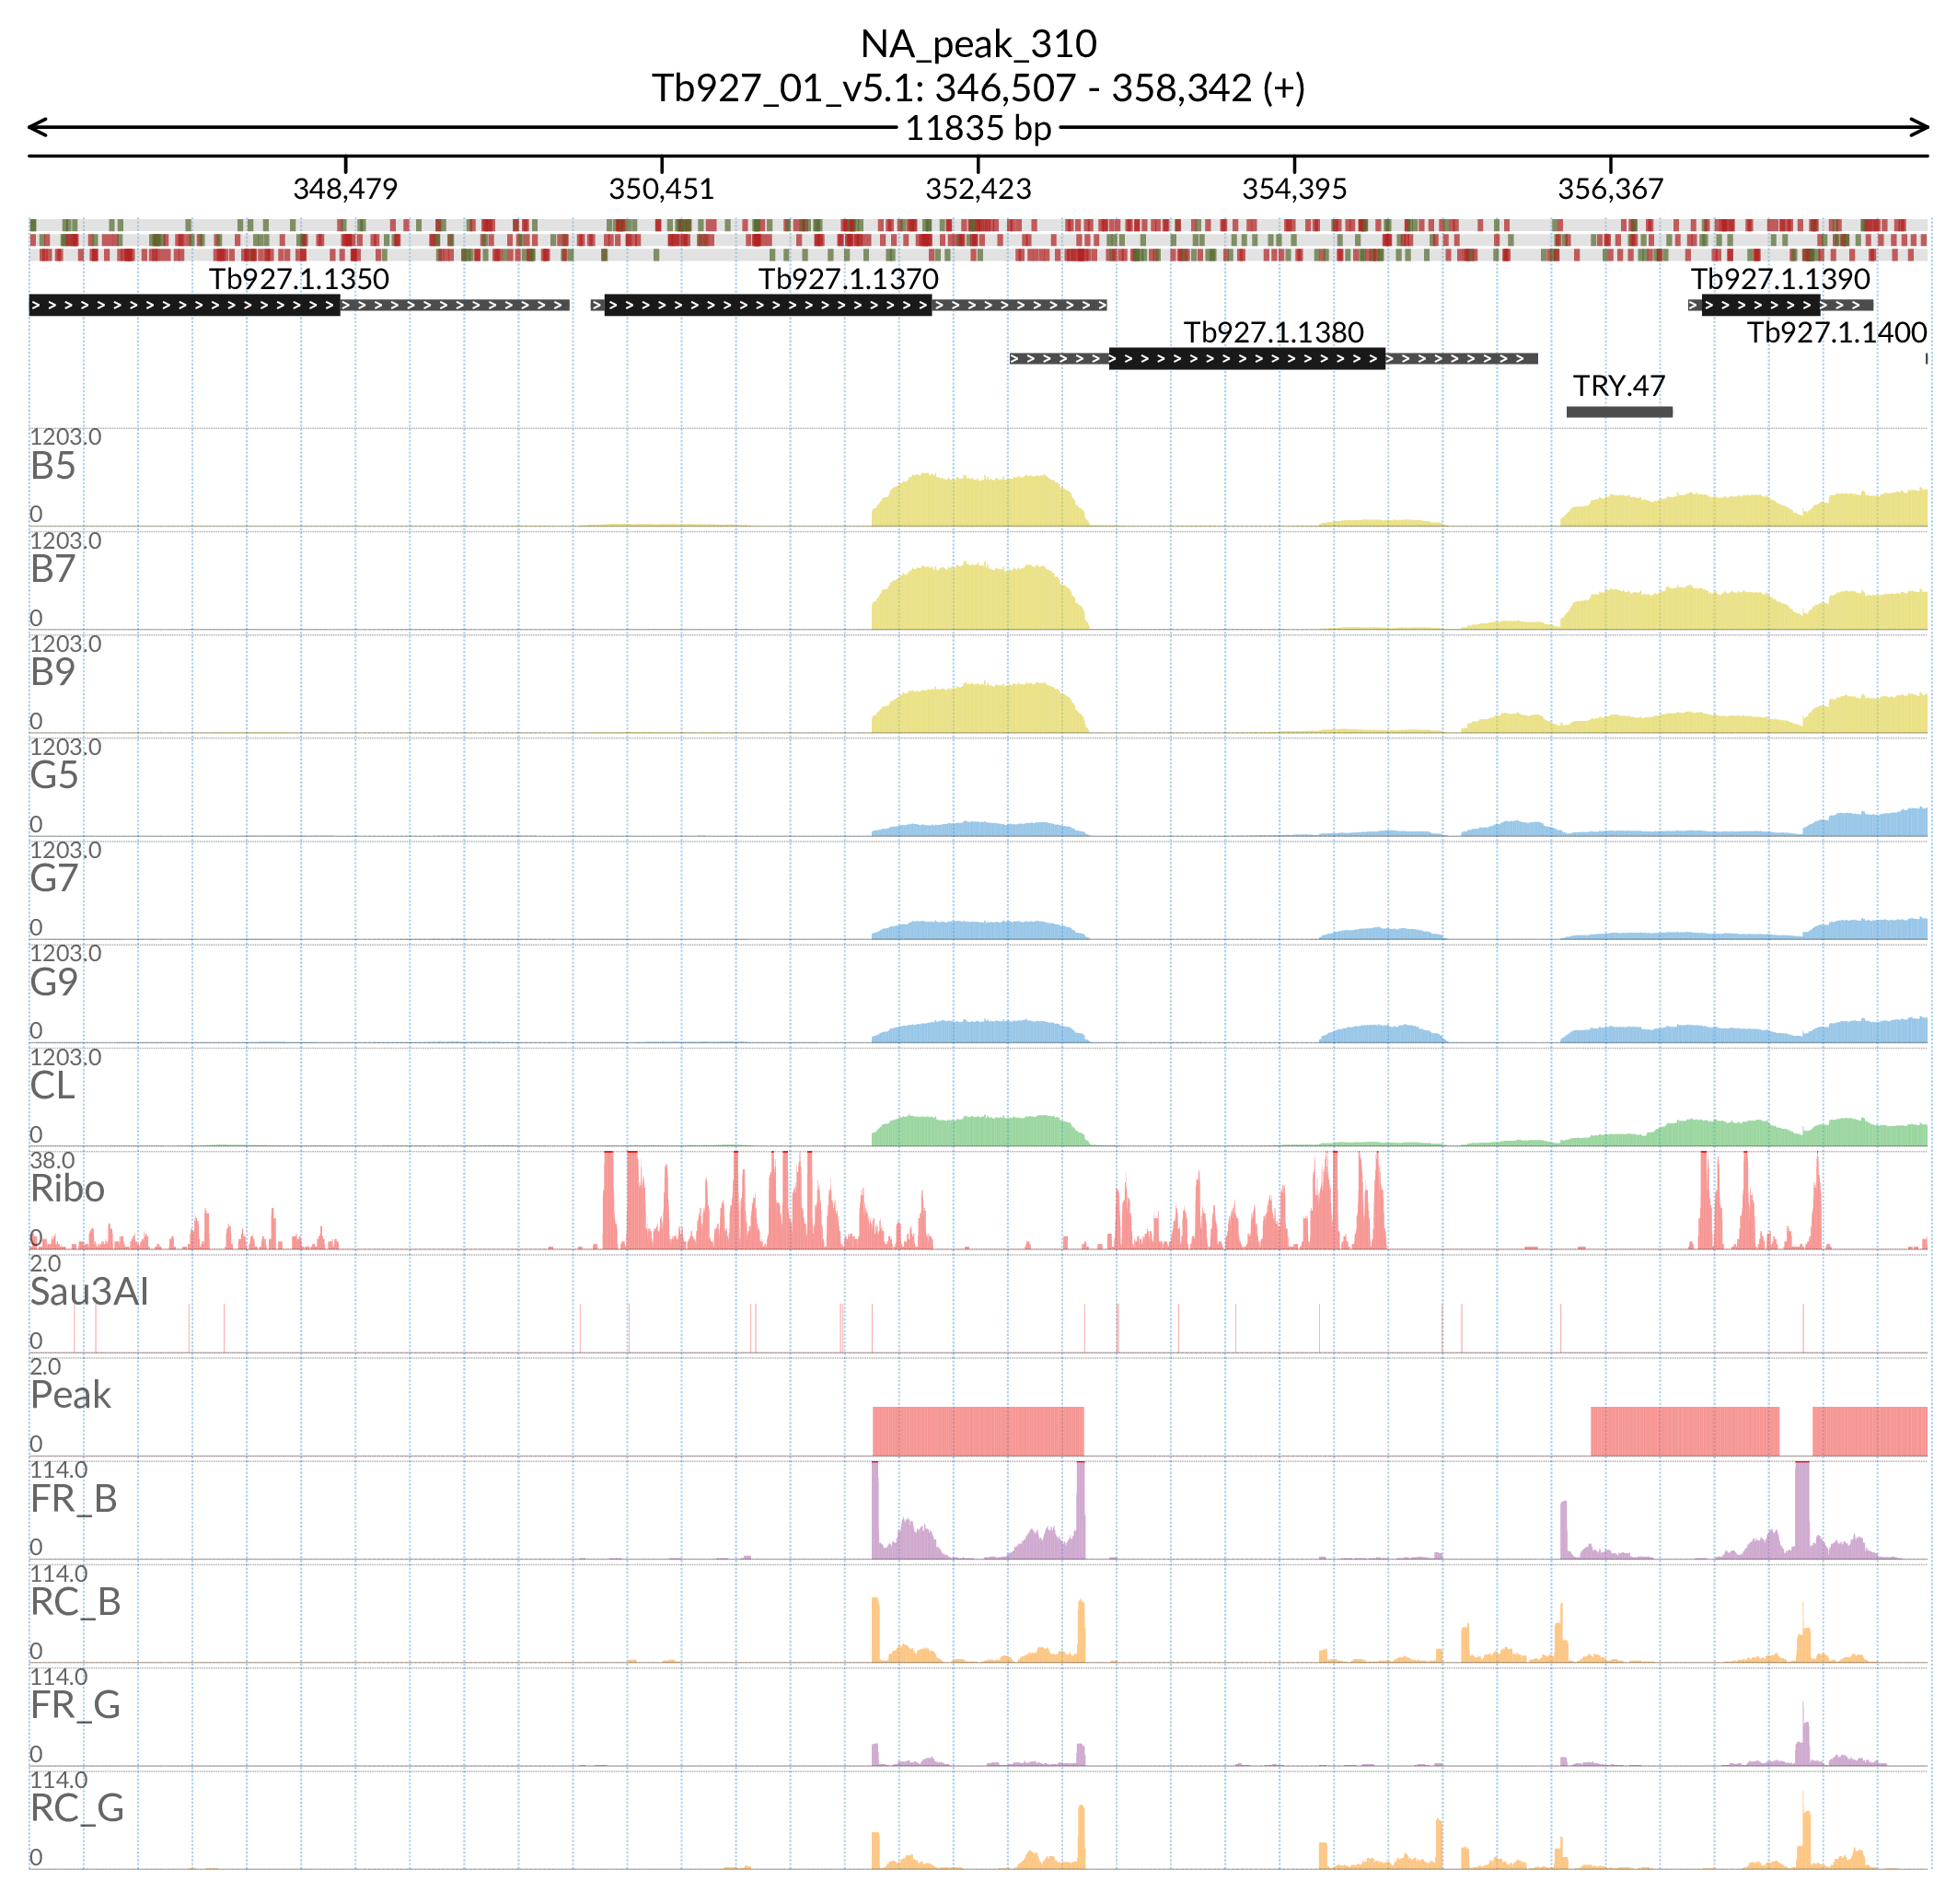 NA_peak_310
Tb927_01_v5.1: 346,507 - 358,342 (+)
11835 bp
348,479 350,451 352,423 354,395 356,367
Tb927.1.1350 Tb927.1.1370 Tb927.1.1390
Tb927.1.1380 Tb927.1.1400
TRY.47
1203.0
B5
0
1203.0
B7
0
1203.0
B9
0
1203.0
G5
0
1203.0
G7
0
1203.0
G9
0
1203.0
CL
0
38.0
Ribo
0
2.0
Sau3AI
0
2.0
Peak
0
114.0
FR_B
0
114.0
RC_B
0
114.0
FR_G
0
114.0
RC_G
0